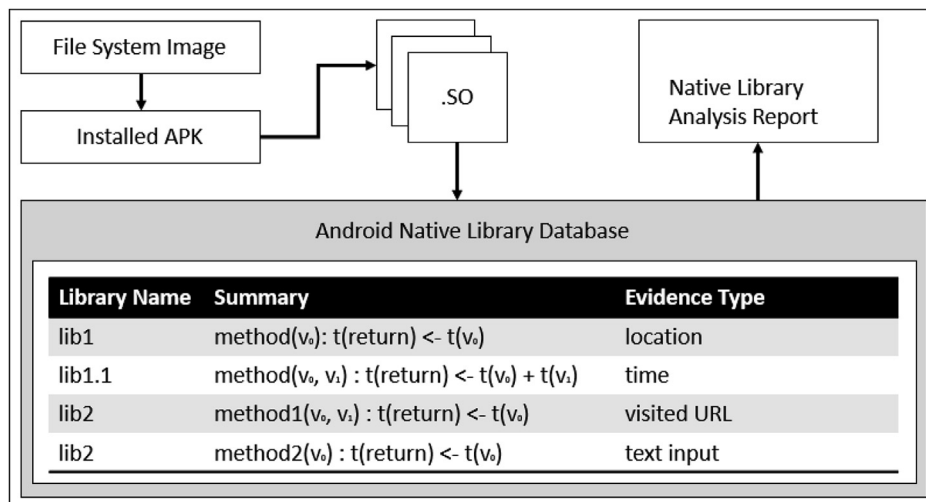 File System Image
Installed APK
.SO
Native Library
Analysis Report
Android Native Library Database
Library Name Summary Evidence Type
lib1 method(v₀): t(return) <- t(v₀) location
lib1.1 method(v₀, v₁) : t(return) <- t(v₀) + t(v₁) time
lib2 method1(v₀, v₁) : t(return) <- t(v₀) visited URL
lib2 method2(v₀) : t(return) <- t(v₀) text input